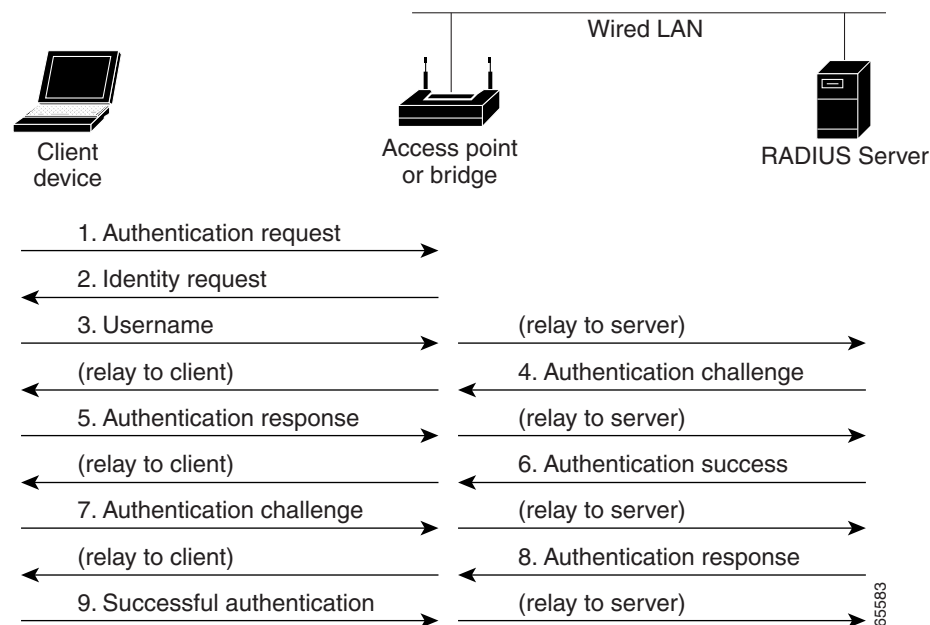 Wired LAN
Client
device
Access point
or bridge
RADIUS Server
1. Authentication request
2. Identity request
3. Username
(relay to server)
(relay to client)
4. Authentication challenge
5. Authentication response
(relay to server)
(relay to client)
6. Authentication success
7. Authentication challenge
(relay to server)
(relay to client)
8. Authentication response
9. Successful authentication
(relay to server)
65583